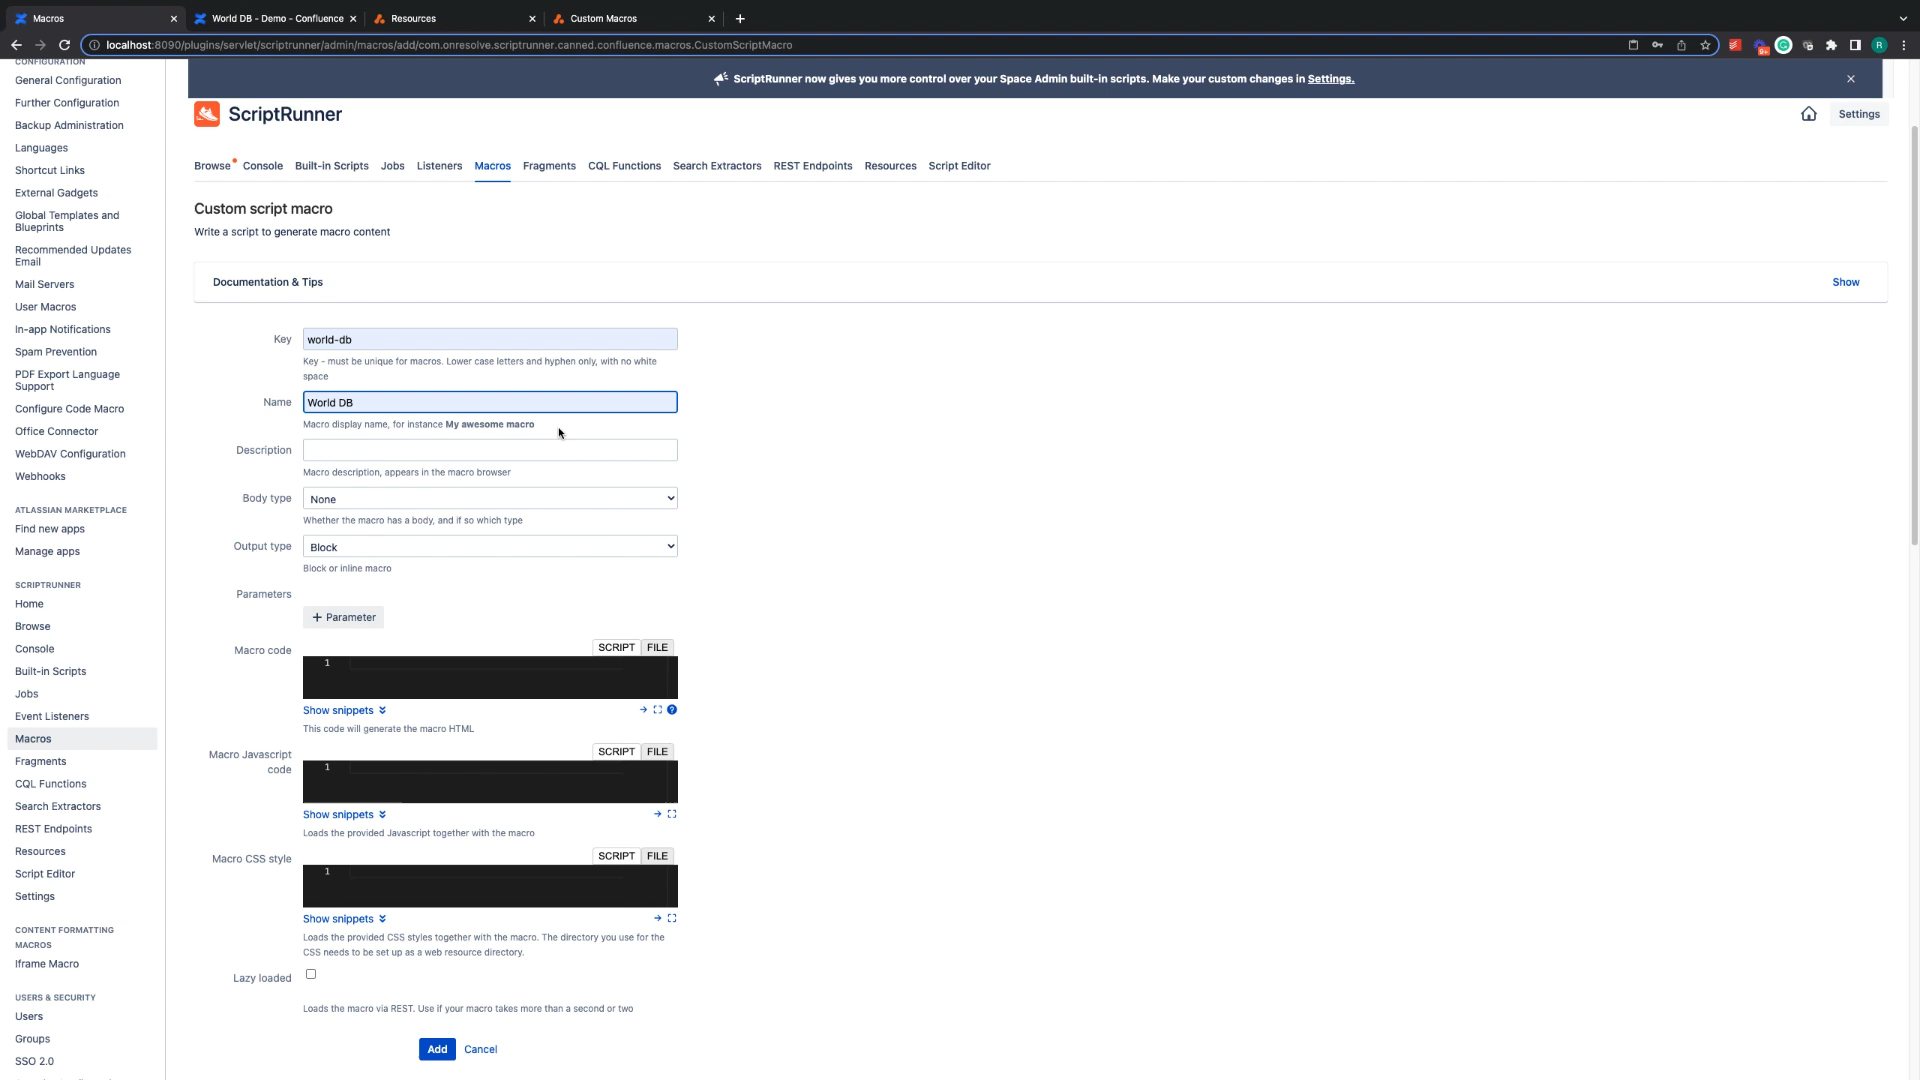 Macros
World DB - Demo - Confluence
Resources
Custom Macros
localhost:8090/plugins/servlet/scriptrunner/admin/macros/add/com.onresolve.scriptrunner.canned.confluence.macros.CustomScriptMacro
9+
R
CONFIGURATION
General Configuration
Further Configuration
Backup Administration
Languages
Shortcut Links
External Gadgets
Global Templates and
Blueprints
Recommended Updates
Email
Mail Servers
User Macros
In-app Notifications
Spam Prevention
PDF Export Language
Support
Configure Code Macro
Office Connector
WebDAV Configuration
Webhooks
ATLASSIAN MARKETPLACE
Find new apps
Manage apps
SCRIPTRUNNER
Home
Browse
Console
Built-in Scripts
Jobs
Event Listeners
Macros
Fragments
CQL Functions
Search Extractors
REST Endpoints
Resources
Script Editor
Settings
CONTENT FORMATTING
MACROS
Iframe Macro
USERS & SECURITY
Users
Groups
SSO 2.0
ScriptRunner now gives you more control over your Space Admin built-in scripts. Make your custom changes in Settings.
ScriptRunner
Settings
Browse Console Built-in Scripts Jobs Listeners Macros Fragments CQL Functions Search Extractors REST Endpoints Resources Script Editor
Custom script macro
Write a script to generate macro content
Documentation & Tips
Show
Key
world-db
Key - must be unique for macros. Lower case letters and hyphen only, with no white
space
Name
World DB
Macro display name, for instance My awesome macro
Description
Macro description, appears in the macro browser
Body type
None
Whether the macro has a body, and if so which type
Output type
Block
Block or inline macro
Parameters
+ Parameter
Macro code
SCRIPT FILE
1
Show snippets
This code will generate the macro HTML
Macro Javascript
code
SCRIPT FILE
1
Show snippets
Loads the provided Javascript together with the macro
Macro CSS style
SCRIPT FILE
1
Show snippets
Loads the provided CSS styles together with the macro. The directory you use for the
CSS needs to be set up as a web resource directory.
Lazy loaded
Loads the macro via REST. Use if your macro takes more than a second or two
Add Cancel